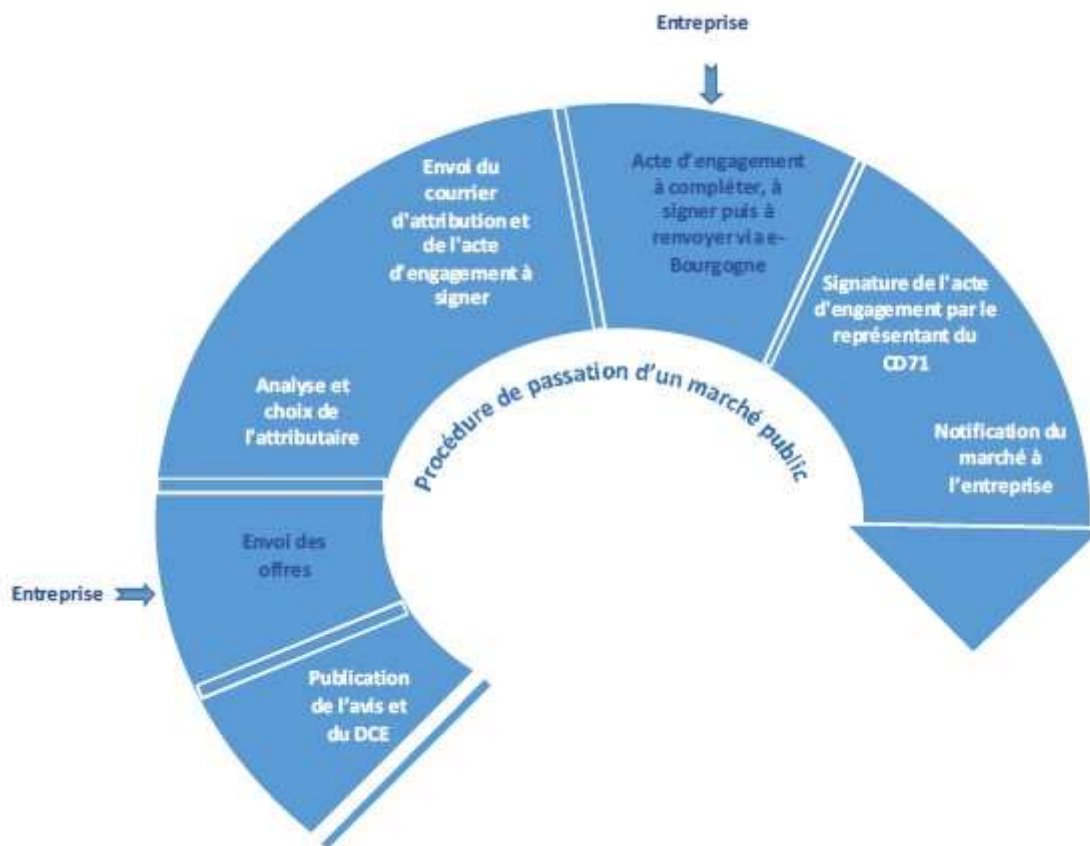 Entreprise
Acte d'engagement
à compléter, à
signer puis à
renvoyer via e-
Bourgogne
Envoi du
courrier
d'attribution et
de l'acte
d'engagement à
signer
Signature de l'acte
d'engagement par le
représentant du
CD71
Procédure de passation d'un marché public
Analyse et
choix de
l'attributaire
Notification du
marché à
l'entreprise
Envoi des
offres
Entreprise
Publication
de l'avis et
du DCE